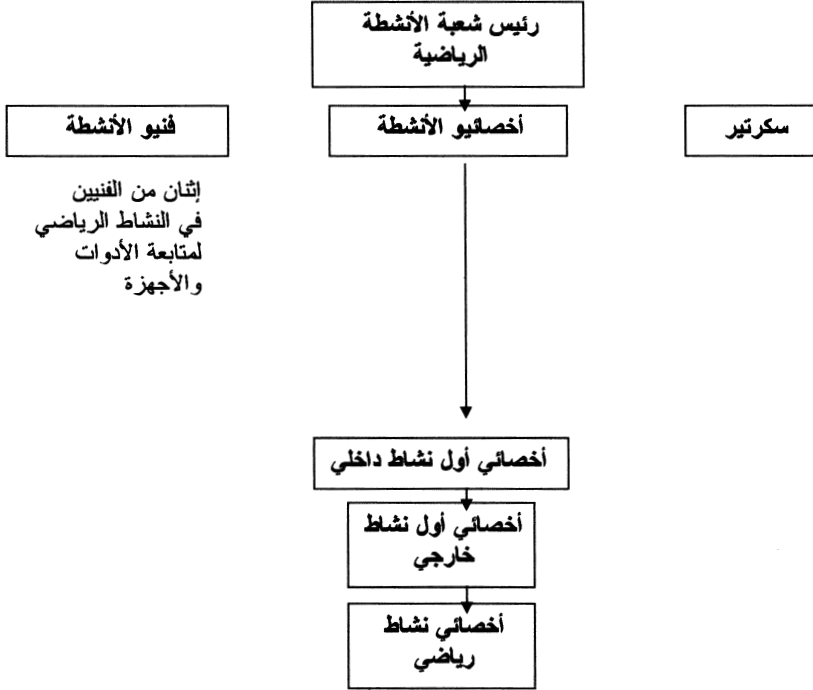 رئيس شعبة الأنشطة
الرياضية
سكرتير
أخصائيو الأنشطة
فنيو الأنشطة
إثنان من الفنيين
في النشاط الرياضي
لمتابعة الأدوات
والأجهزة
أخصائي أول نشاط داخلي
أخصائي أول نشاط
خارجي
أخصائي نشاط
رياضي